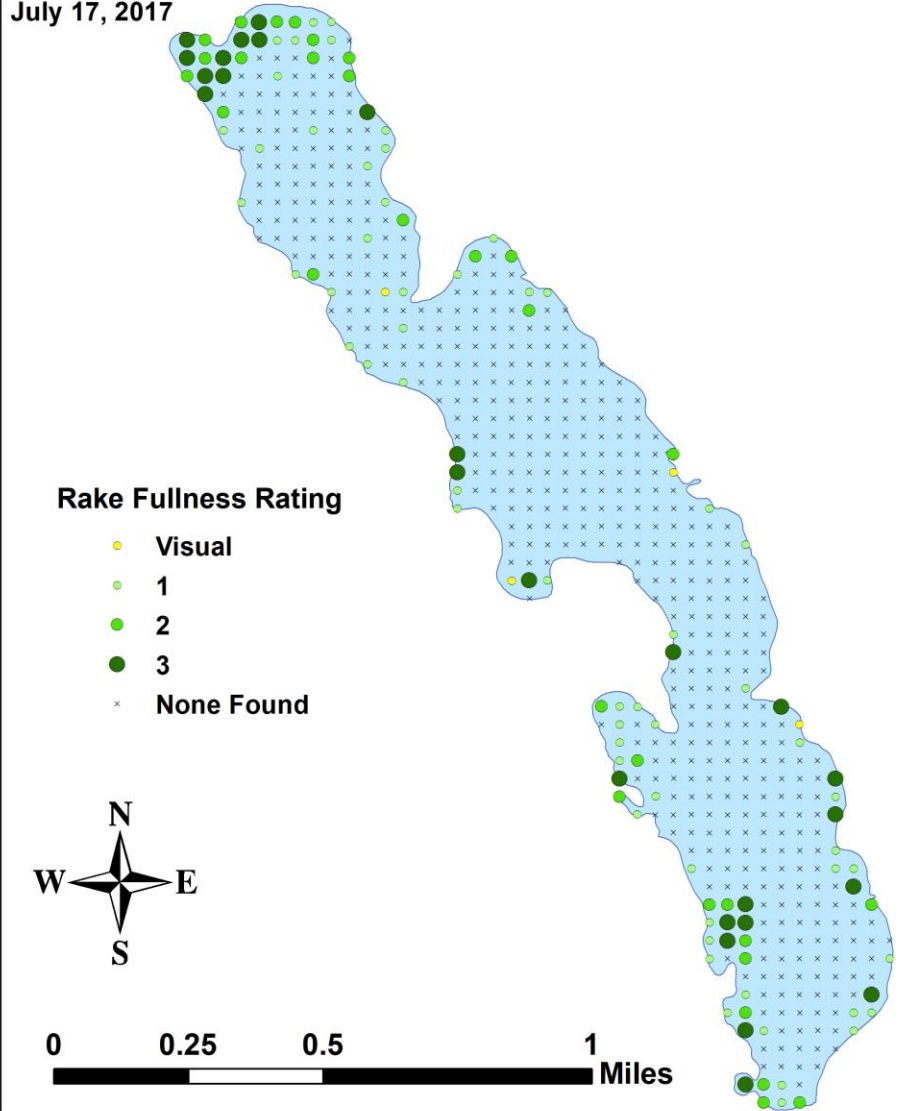 July 17, 2017
Rake Fullness Rating
Visual
1
2
3
None Found
N
W E
S
0 0.25 0.5 1
Miles